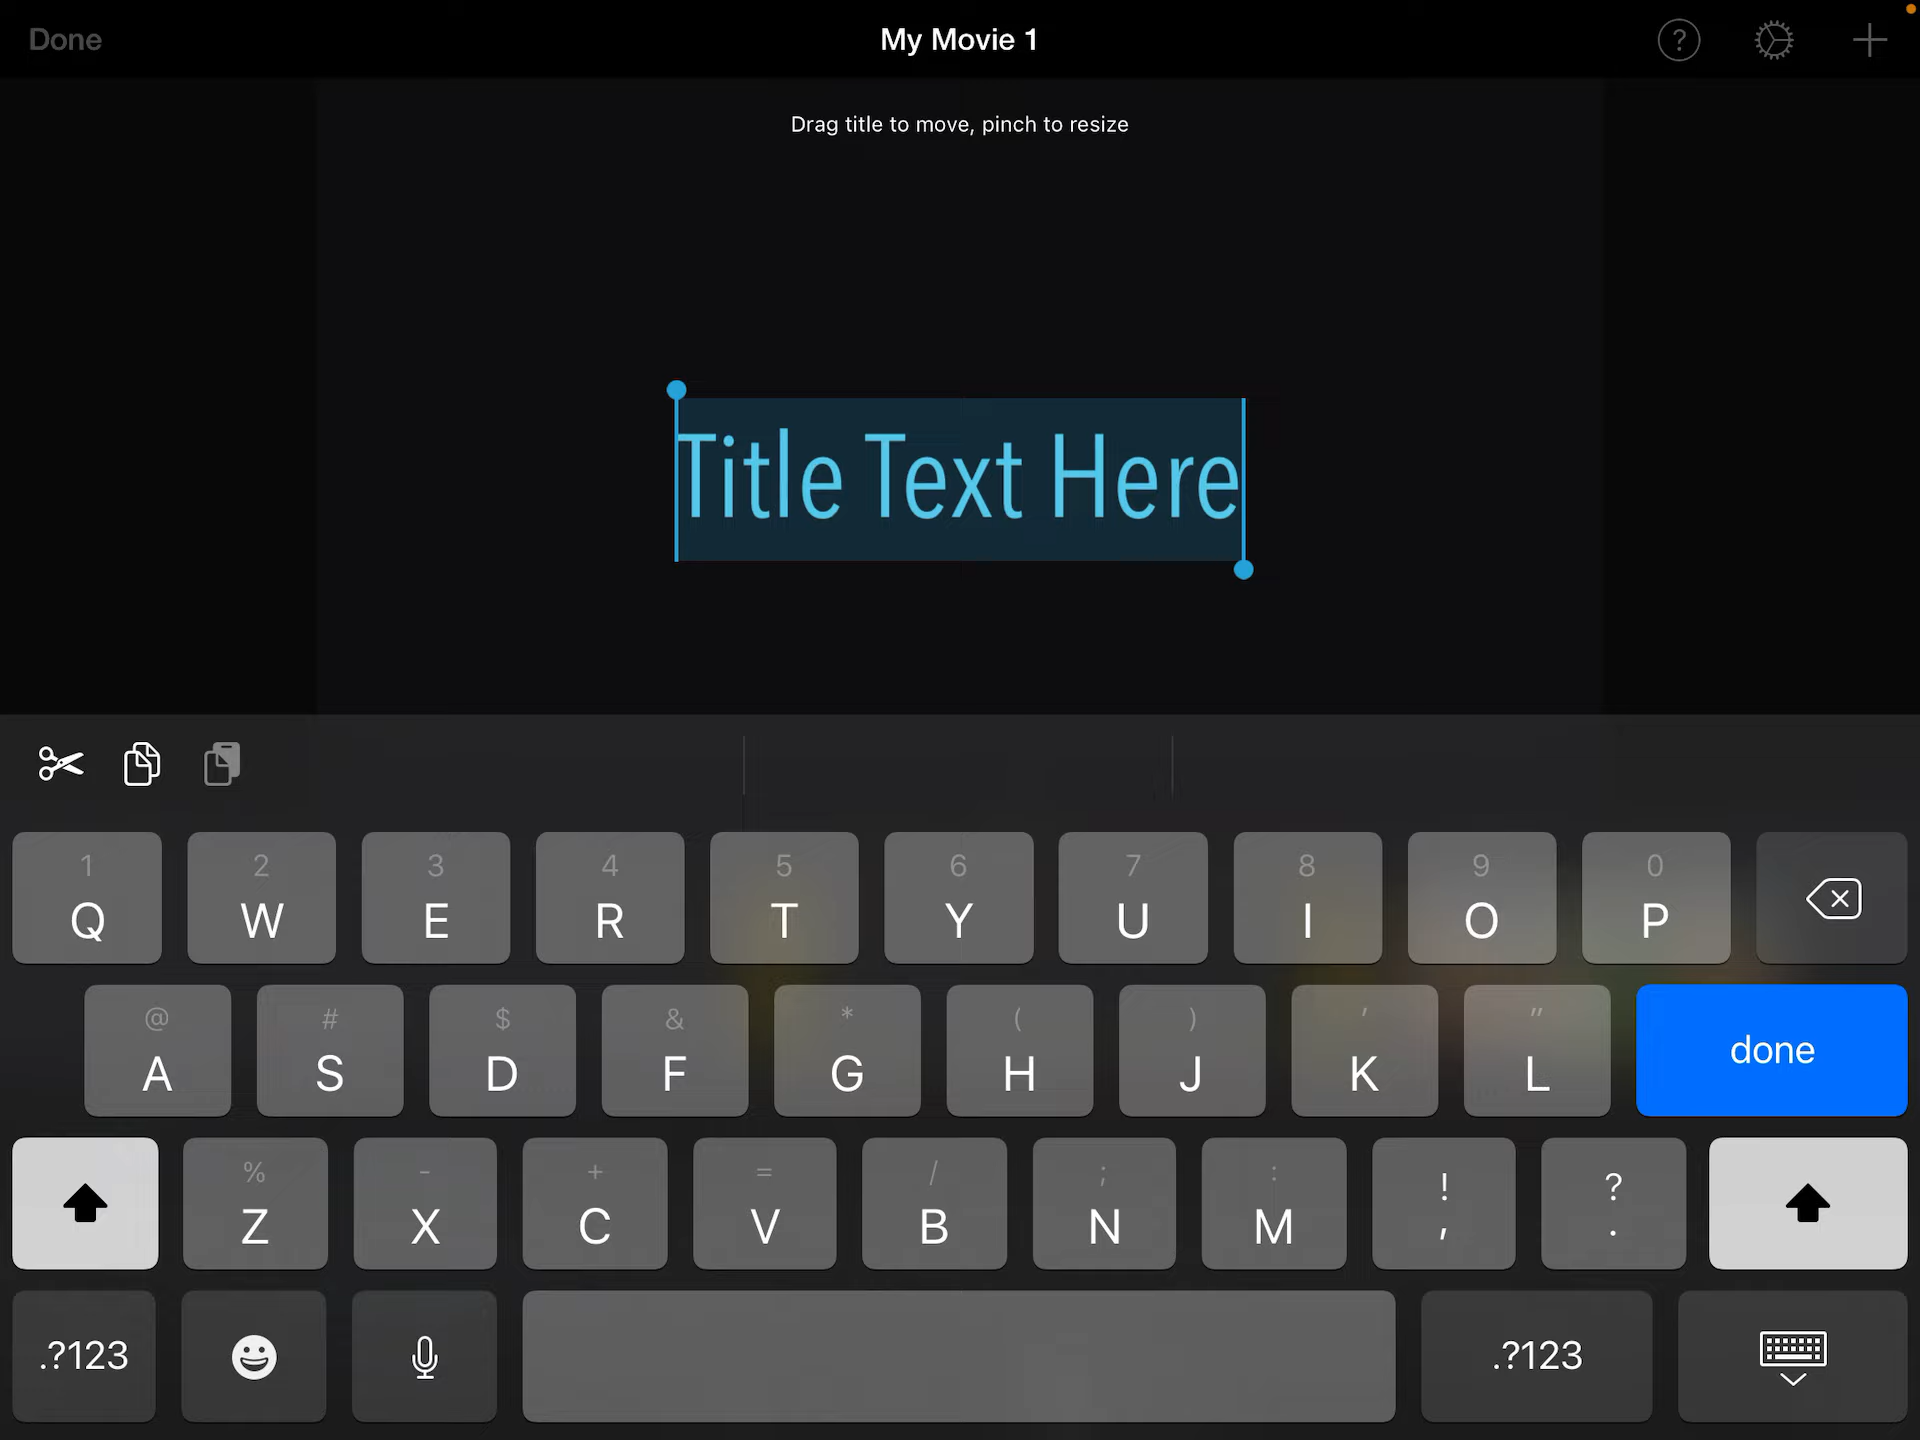 Done My Movie 1 ?
Drag title to move, pinch to resize
Title Text Here
1 2 3 4 5 6 7 8 9 0
Q W E R T Y U I O P
@ # $ & * ( ) ' "
A S D F G H J K L done
% - + = / ; : ! ?
Z X C V B N M , .
.?123 .?123